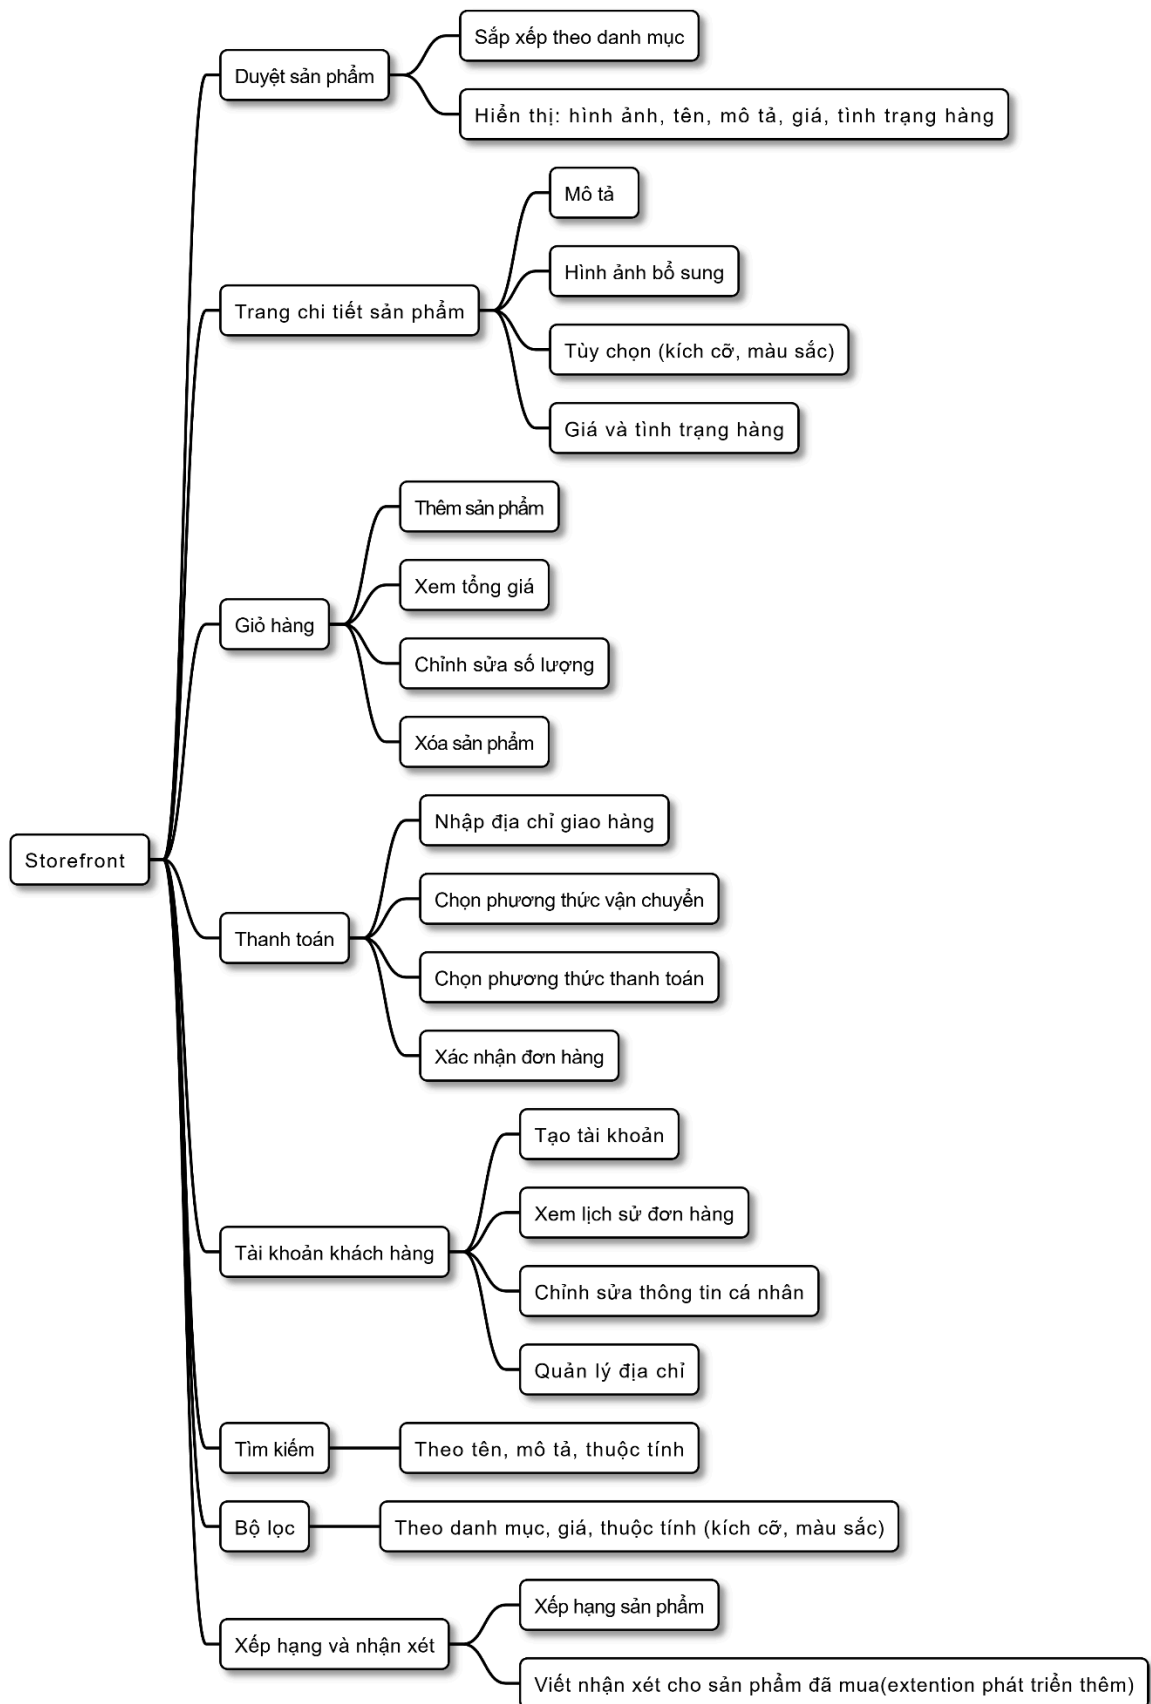 Storefront
Duyệt sản phẩm
Sắp xếp theo danh mục
Hiển thị: hình ảnh, tên, mô tả, giá, tình trạng hàng
Trang chi tiết sản phẩm
Mô tả
Hình ảnh bổ sung
Tùy chọn (kích cỡ, màu sắc)
Giá và tình trạng hàng
Giỏ hàng
Thêm sản phẩm
Xem tổng giá
Chỉnh sửa số lượng
Xóa sản phẩm
Thanh toán
Nhập địa chỉ giao hàng
Chọn phương thức vận chuyển
Chọn phương thức thanh toán
Xác nhận đơn hàng
Tài khoản khách hàng
Tạo tài khoản
Xem lịch sử đơn hàng
Chỉnh sửa thông tin cá nhân
Quản lý địa chỉ
Tìm kiếm
Theo tên, mô tả, thuộc tính
Bộ lọc
Theo danh mục, giá, thuộc tính (kích cỡ, màu sắc)
Xếp hạng và nhận xét
Xếp hạng sản phẩm
Viết nhận xét cho sản phẩm đã mua(extention phát triển thêm)